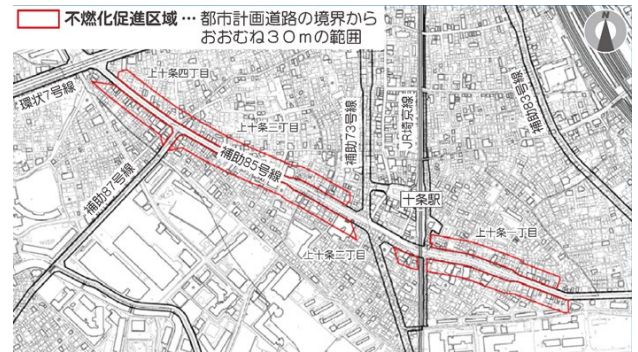 不燃化促進区域 … 都市計画道路の境界から
おおむね30mの範囲
環状7号線
上十条四丁目
上十条三丁目
補助73号線
JR埼京線
補助83号線
補助85号線
補助87号線
十条駅
上十条一丁目
上十条二丁目